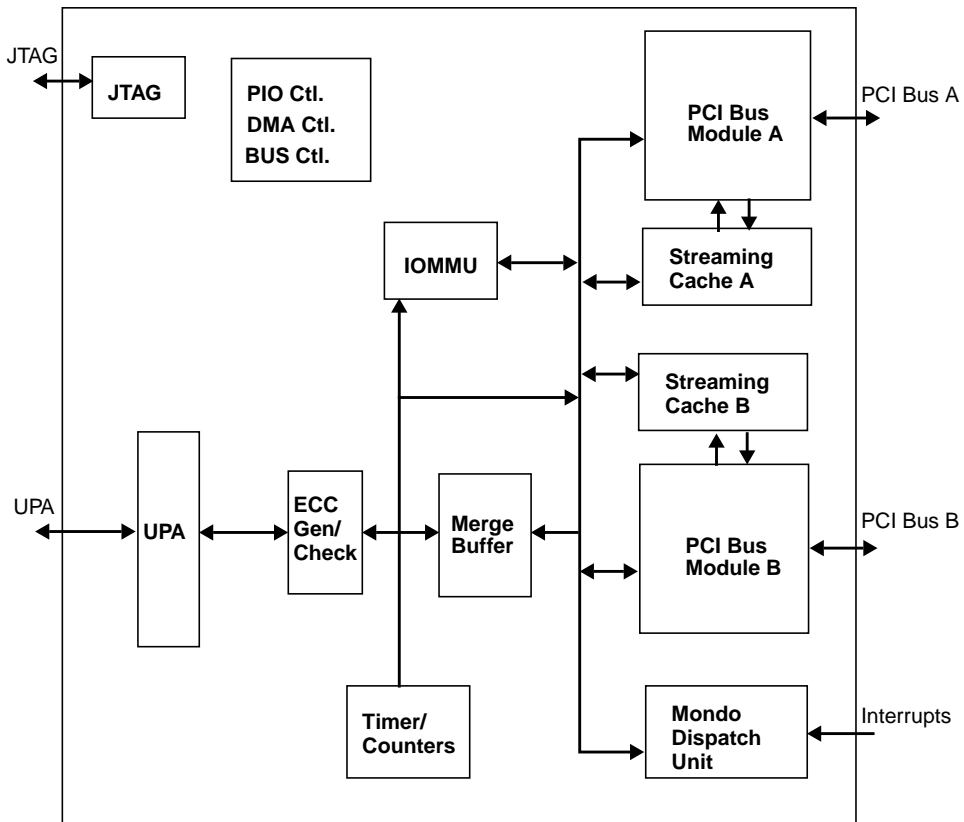 JTAG
JTAG
PIO Ctl.
DMA Ctl.
BUS Ctl.
PCI Bus
Module A
PCI Bus A
IOMMU
Streaming
Cache A
Streaming
Cache B
UPA
UPA
ECC
Gen/
Check
Merge
Buffer
PCI Bus
Module B
PCI Bus B
Timer/
Counters
Mondo
Dispatch
Unit
Interrupts